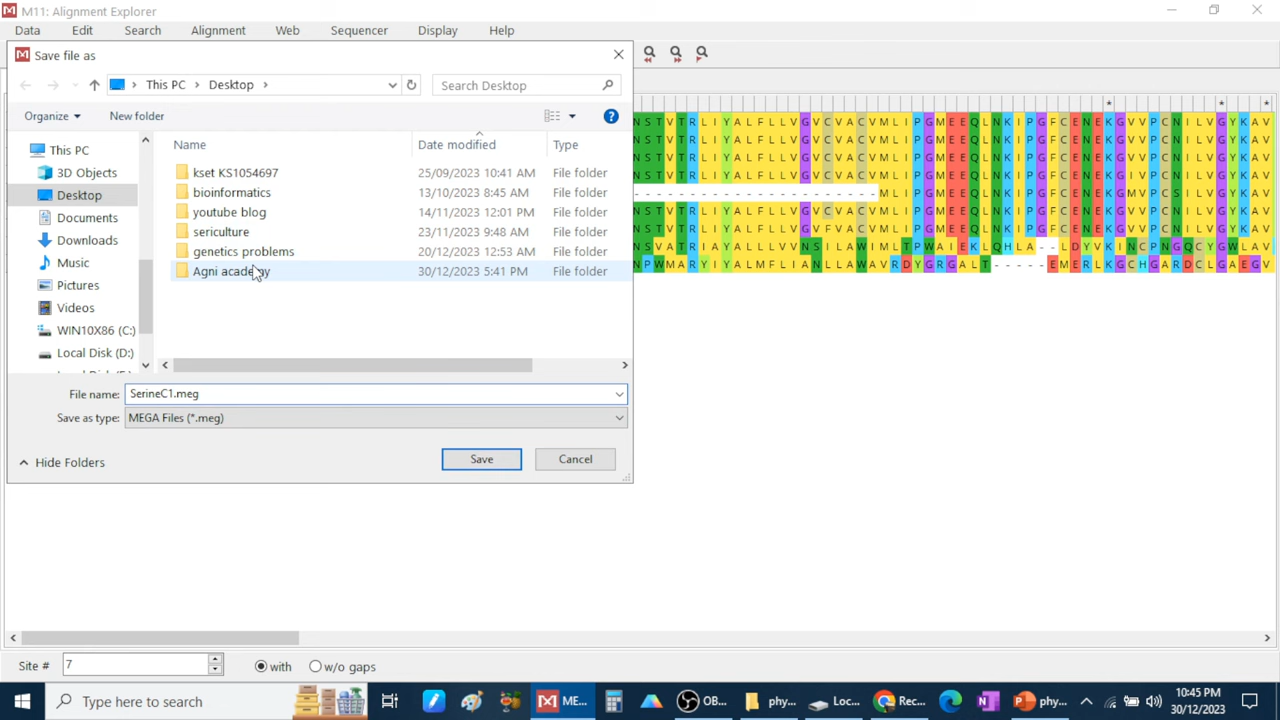 M11: Alignment Explorer
Data Edit Search Alignment Web Sequencer Display Help
Save file as
This PC Desktop
Search Desktop
Organize New folder
This PC
3D Objects
Desktop
Documents
Downloads
Music
Pictures
Videos
WIN10X86 (C:)
Local Disk (D:)
Name Date modified Type
kset KS1054697 25/09/2023 10:41 AM File folder
bioinformatics 13/10/2023 8:45 AM File folder
youtube blog 14/11/2023 12:01 PM File folder
sericulture 23/11/2023 9:48 AM File folder
genetics problems 20/12/2023 12:53 AM File folder
Agni academy 30/12/2023 5:41 PM File folder
File name: SerineC1.meg
Save as type: MEGA Files (*.meg)
Hide Folders
Save Cancel
* * *
N S T V T R L I Y A L F L L V G V C V A C V M L I P G M E E Q L N K I P G F C E N E K G V V P C N I L V G Y K A V
N S T V T R L I Y A L F L L V G V C V A C V M L I P G M E E Q L N K I P G F C E N E K G V V P C N I L V G Y K A V
N S T V T R L I Y A L F L L V G V C V A C V M L I P G M E E Q L N K I P G F C E N E K G V V P C N I L V G Y K A V
N S T V T R L I Y A L F L L V G V C V A C V M L I P G M E E Q L N K I P G F C E N E K G V V P C N I L V G Y K A V
- - - - - - - - - - - - - - - - - - - - - - M L I P G M E E Q L N K I P G F C E N E K G M V P C S I L V G Y K A V
N S T V T R L I Y A L F L L V G V C V A C V M L I P G M E E Q L N K I P G F C E N E K G V V P C N I L V G Y K A V
N S T V T R L I Y A L F L L V G V F V A C V M L I P G M E E Q L N K I P G F C E N E K G V V P C N I L V G Y K A V
N S V A T R I A Y A L L L V V N S I L A W I M L T P W A I E K L Q H L A - - L D Y V K I N C P N G Q C Y G W L A V
N P W M A R Y I Y A L M F L I A N L L A W A V R D Y G R G A L T - - - - - E M E R L K G C H G A R D C L G A E G V
Site # 7 with w/o gaps
Type here to search
ME...
OB...
phy...
Loc...
Rec...
phy...
10:45 PM
30/12/2023